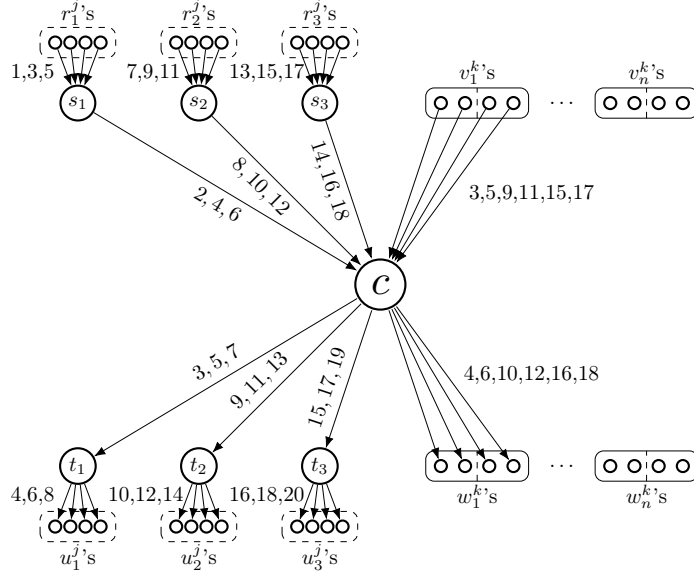 r_1^j's r_2^j's r_3^j's
1,3,5 7,9,11 13,15,17 v_1^k's v_n^k's
s_1 s_2 s_3 ...
2,4,6 8,10,12 14,16,18 3,5,9,11,15,17
c
3,5,7 9,11,13 15,17,19 4,6,10,12,16,18
t_1 t_2 t_3 ...
4,6,8 10,12,14 16,18,20 w_1^k's w_n^k's
u_1^j's u_2^j's u_3^j's